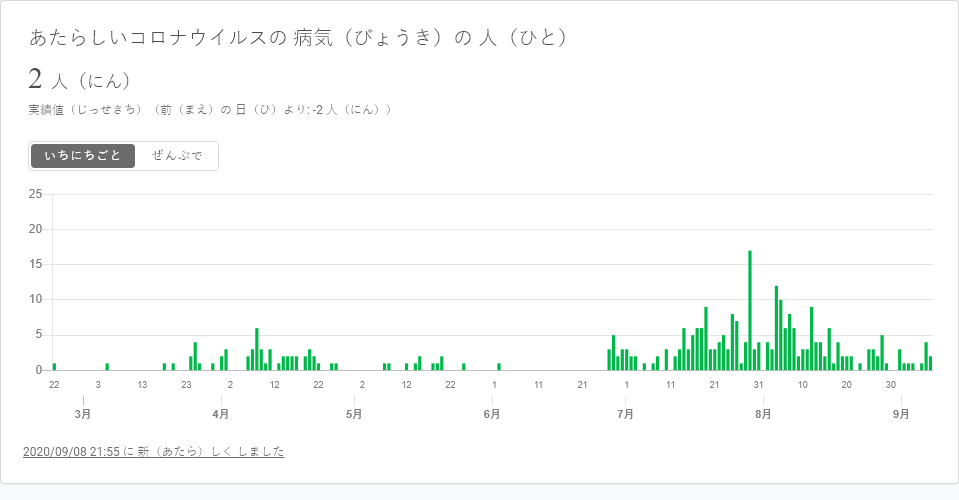 あたらしいコロナウイルスの 病気（びょうき）の 人（ひと）
2 人（にん）
実績値（じっせきち）（前（まえ）の 日（ひ）より: -2 人（にん））
いちにちごと ぜんぶで
25
20
15
10
5
0
22 3 13 23 2 12 22 2 12 22 1 11 21 1 11 21 31 10 20 30
3月 4月 5月 6月 7月 8月 9月
2020/09/08 21:55 に 新（あたら）しく しました